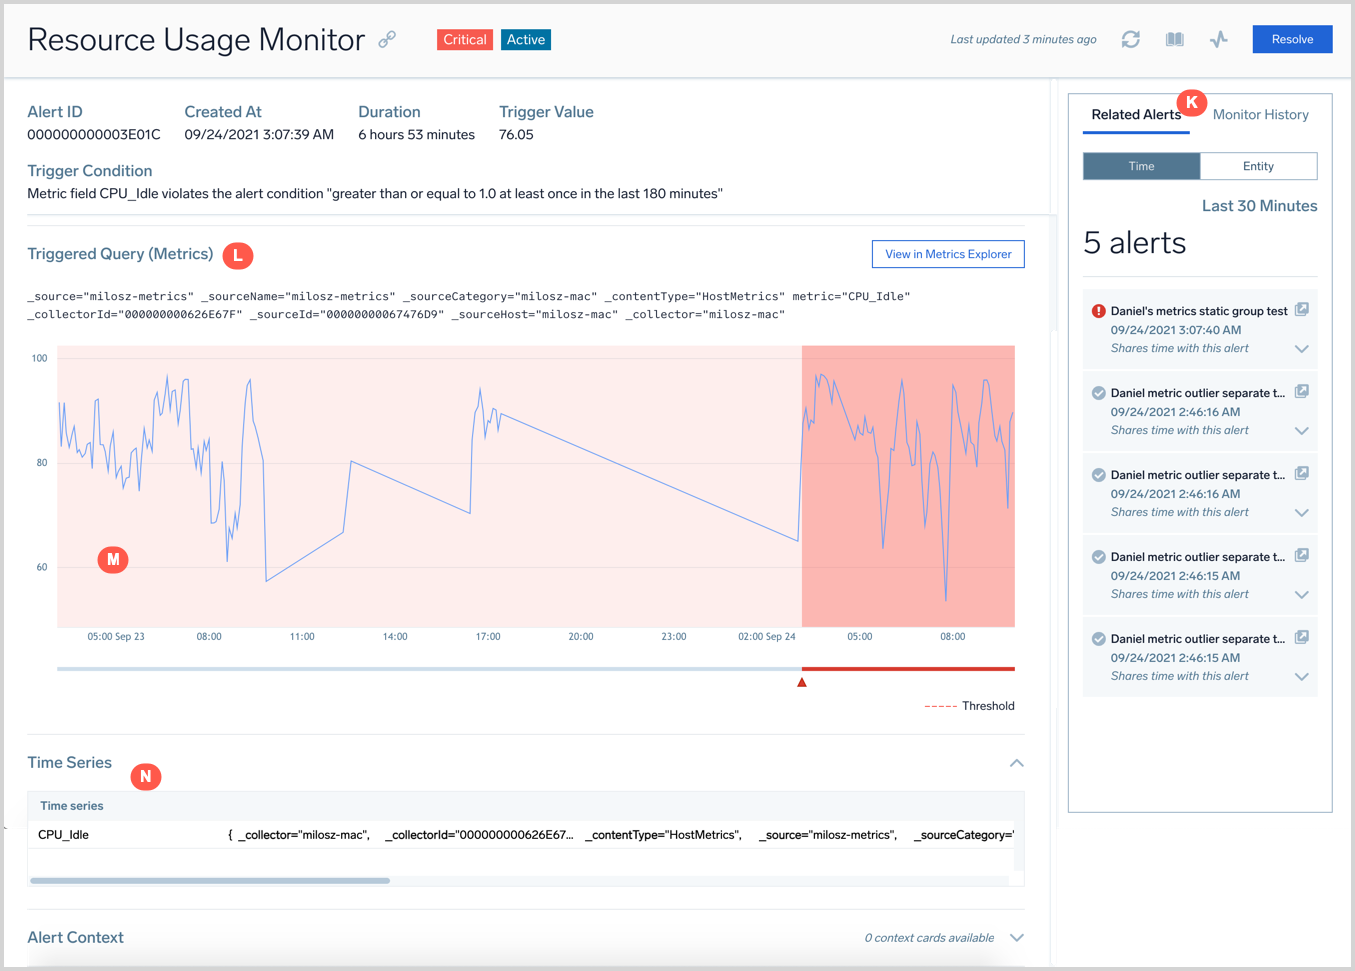 Resource Usage Monitor
Critical
Active
Last updated 3 minutes ago
Resolve
Alert ID
000000000003E01C
Created At
09/24/2021 3:07:39 AM
Duration
6 hours 53 minutes
Trigger Value
76.05
Trigger Condition
Metric field CPU_Idle violates the alert condition "greater than or equal to 1.0 at least once in the last 180 minutes"
Triggered Query (Metrics)
L
View in Metrics Explorer
_source="milosz-metrics" _sourceName="milosz-metrics" _sourceCategory="milosz-mac" _contentType="HostMetrics" metric="CPU_Idle"
_collectorId="000000000626E67F" _sourceId="00000000067476D9" _sourceHost="milosz-mac" _collector="milosz-mac"
100
80
60
M
05:00 Sep 23
08:00
11:00
14:00
17:00
20:00
23:00
02:00 Sep 24
05:00
08:00
Threshold
Time Series
N
Time series
CPU_Idle
{ _collector="milosz-mac", _collectorId="000000000626E67... _contentType="HostMetrics", _source="milosz-metrics", _sourceCategory="
Alert Context
0 context cards available
Related Alerts
K
Monitor History
Time
Entity
Last 30 Minutes
5 alerts
Daniel's metrics static group test
09/24/2021 3:07:40 AM
Shares time with this alert
Daniel metric outlier separate t...
09/24/2021 2:46:16 AM
Shares time with this alert
Daniel metric outlier separate t...
09/24/2021 2:46:16 AM
Shares time with this alert
Daniel metric outlier separate t...
09/24/2021 2:46:15 AM
Shares time with this alert
Daniel metric outlier separate t...
09/24/2021 2:46:15 AM
Shares time with this alert